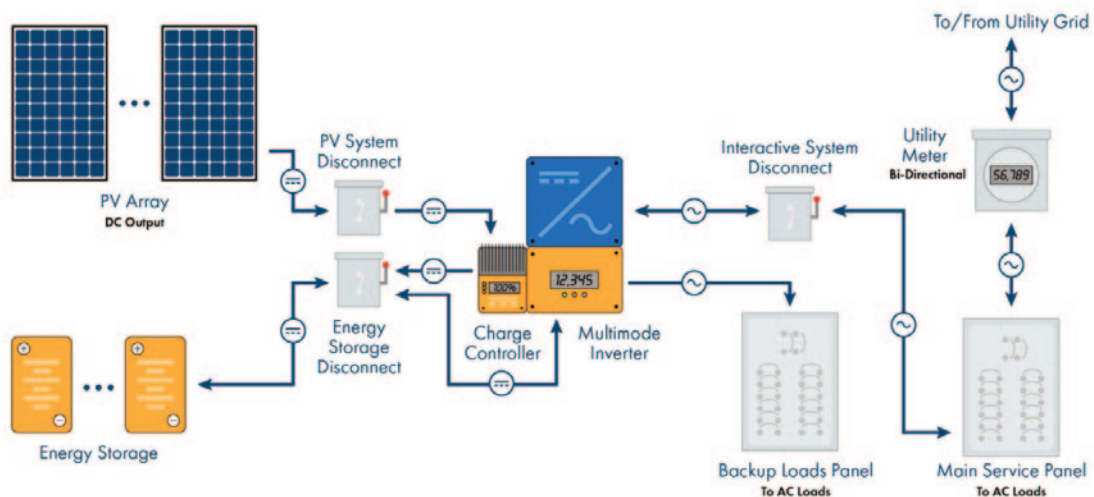 To/From Utility Grid
PV System
Disconnect
Interactive System
Disconnect
Utility
Meter
Bi-Directional
56,789
PV Array
DC Output
12,345
Energy
Storage
Disconnect
Charge
Controller
Multimode
Inverter
Energy Storage
Backup Loads Panel
To AC Loads
Main Service Panel
To AC Loads